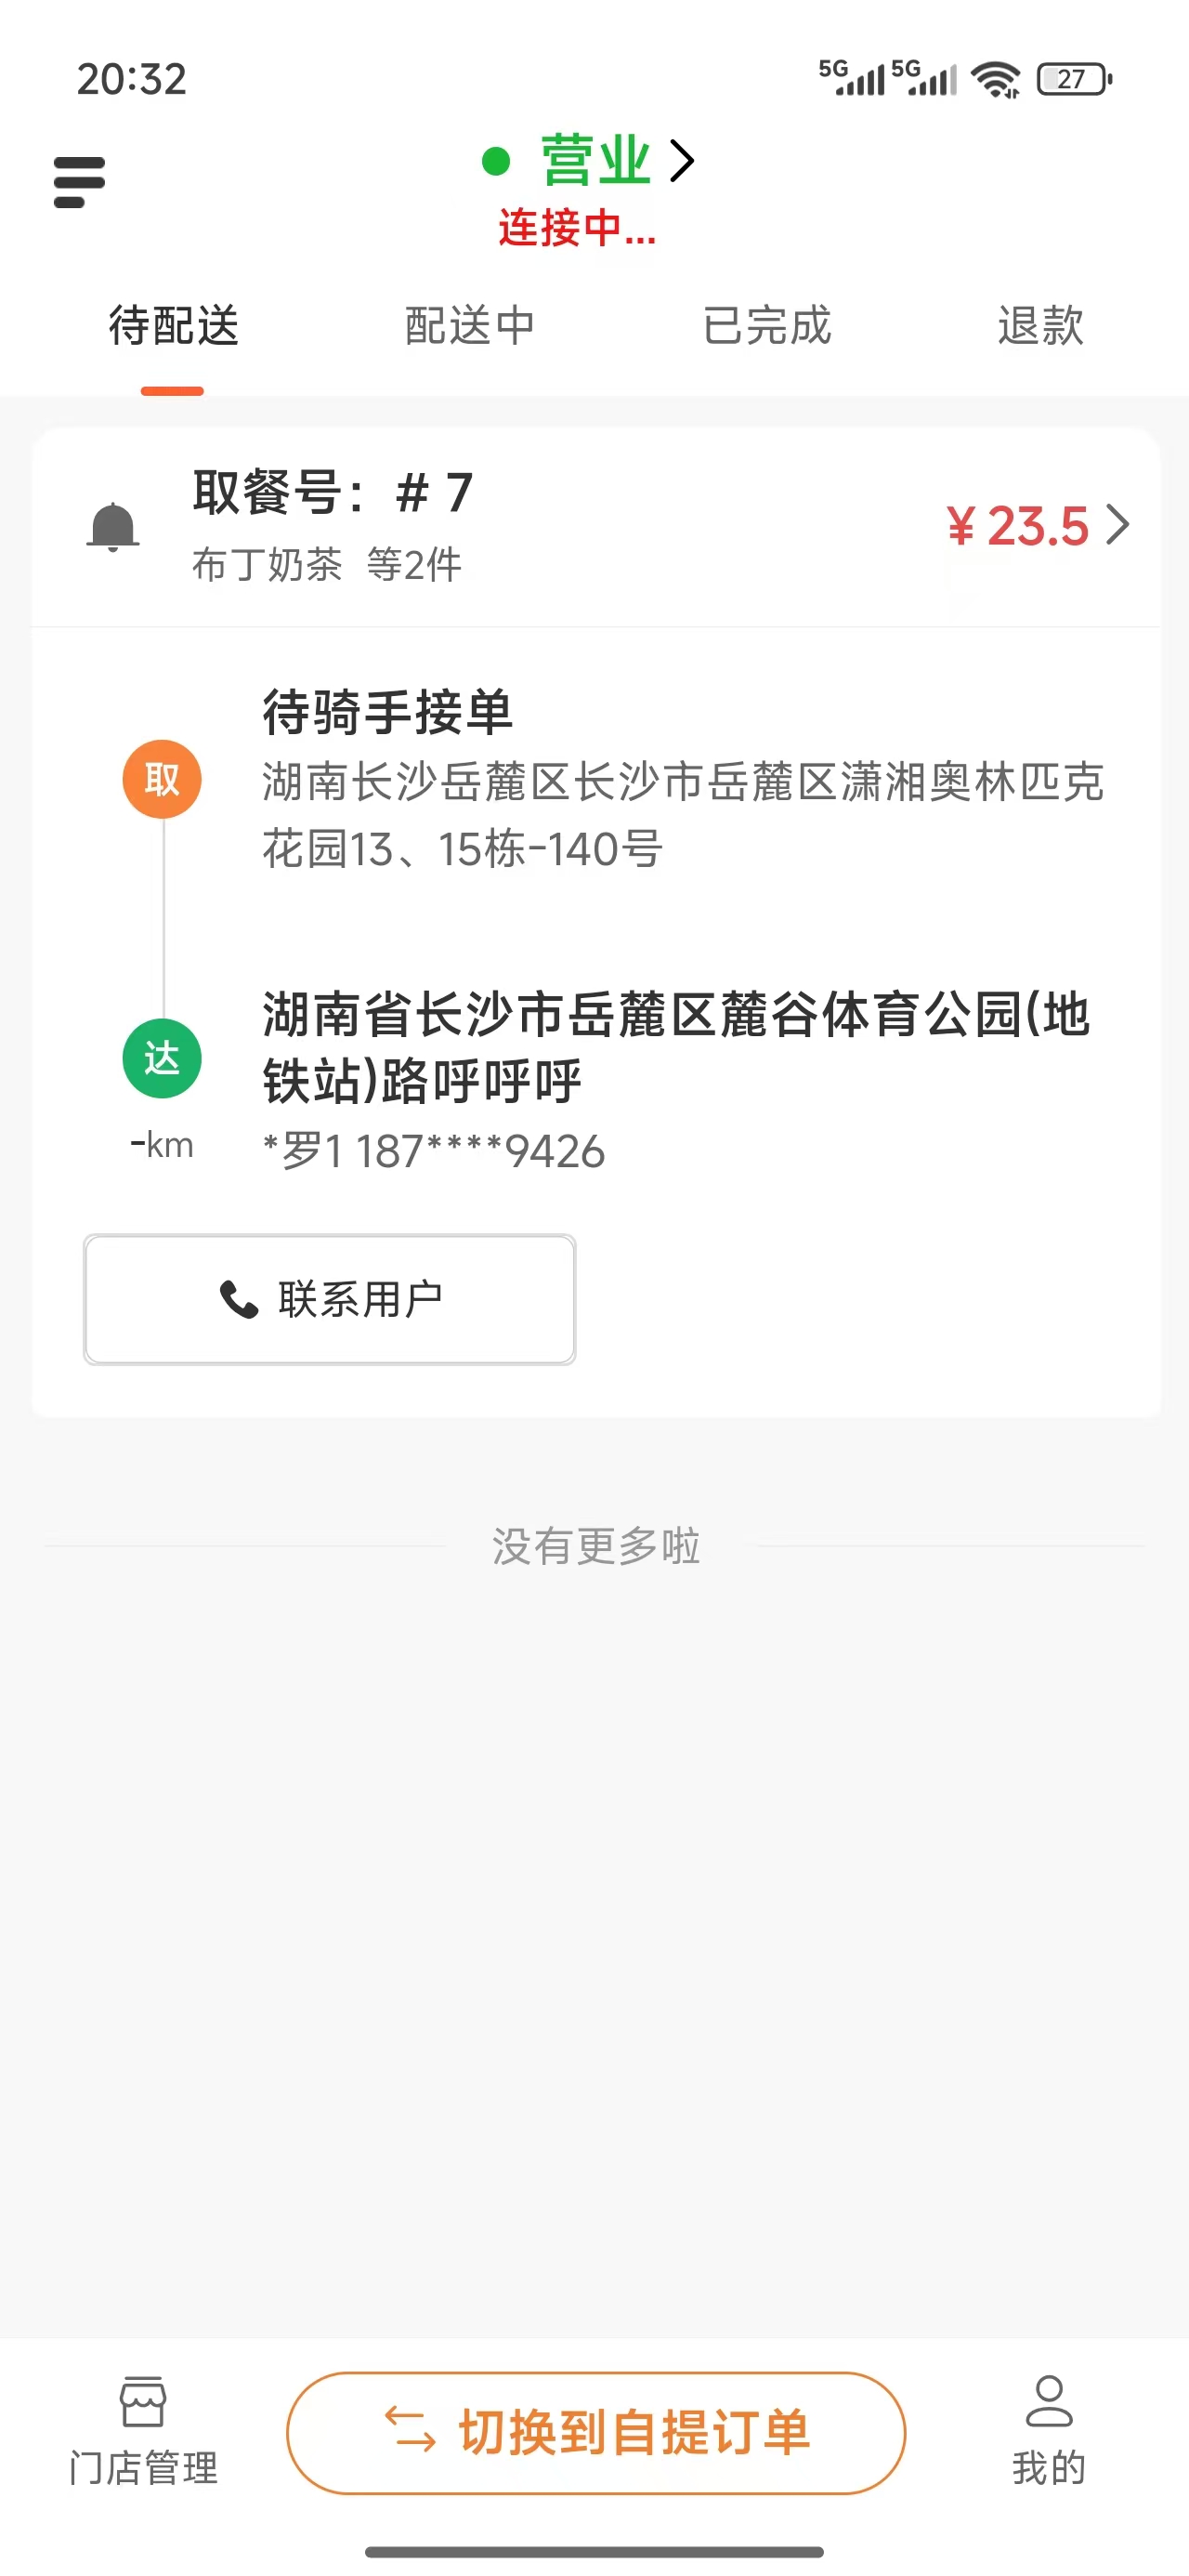 20:32
5G 5G 27
营业
连接中...
待配送 配送中 已完成 退款
取餐号：# 7
¥ 23.5
布丁奶茶 等2件
待骑手接单
取
湖南长沙岳麓区长沙市岳麓区潇湘奥林匹克
花园13、15栋-140号
湖南省长沙市岳麓区麓谷体育公园(地
达
铁站)路呼呼呼
-km
*罗1 187****9426
联系用户
没有更多啦
切换到自提订单
门店管理 我的